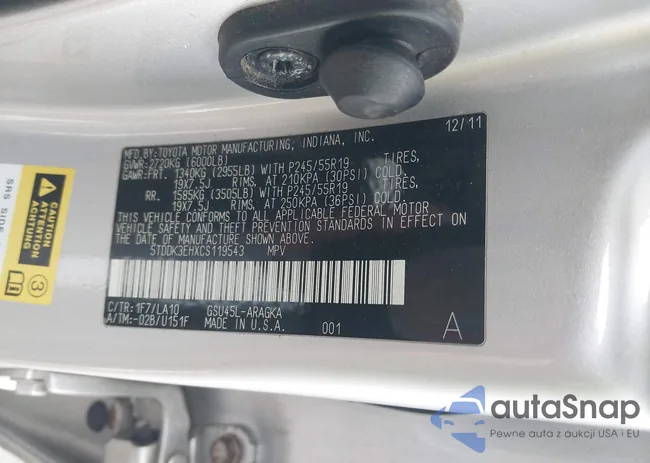 MFD.BY:TOYOTA MOTOR MANUFACTURING, INDIANA, INC. 12/11
GVWR:2720KG (6000LB)
GAWR:FRT. 1340KG (2955LB) WITH P245/55R19 TIRES,
19X7.5J RIMS, AT 210KPA (30PSI) COLD.
RR. 1585KG (3505LB) WITH P245/55R19 TIRES,
19X7.5J RIMS, AT 250KPA (36PSI) COLD.
THIS VEHICLE CONFORMS TO ALL APPLICABLE FEDERAL MOTOR
VEHICLE SAFETY AND THEFT PREVENTION STANDARDS IN EFFECT ON
THE DATE OF MANUFACTURE SHOWN ABOVE.
5TDDK3EHXCS119543 MPV
C/TR:1F7/LA10 GSU45L-ARAGKA
A/TM:-02B/U151F MADE IN U.S.A. 001
A
CAUTION
ATTENTION
ACHTUNG
3
SRS SIDE
autoSnap
Pewne auta z aukcji USA i EU